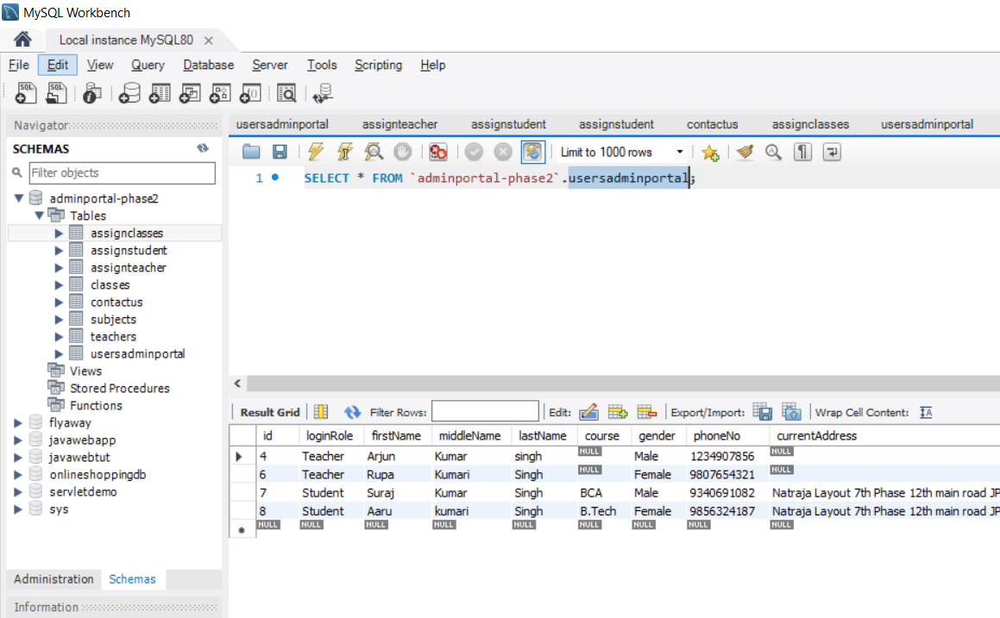 MySQL Workbench
Local instance MySQL80
File Edit View Query Database Server Tools Scripting Help
Navigator
SCHEMAS
Filter objects
adminportal-phase2
Tables
assignclasses
assignstudent
assignteacher
classes
contactus
subjects
teachers
usersadminportal
Views
Stored Procedures
Functions
flyaway
javawebapp
javawebtut
onlineshoppingdb
servletdemo
sys
Administration Schemas
Information
usersadminportal assignteacher assignstudent assignstudent contactus assignclasses usersadminportal
Limit to 1000 rows
1 SELECT * FROM `adminportal-phase2`.usersadminportal;
Result Grid Filter Rows: Edit: Export/Import: Wrap Cell Content:
id loginRole firstName middleName lastName course gender phoneNo currentAddress
4 Teacher Arjun Kumar singh NULL Male 1234907856 NULL
6 Teacher Rupa Kumari Singh NULL Female 9807654321 NULL
7 Student Suraj Kumar Singh BCA Male 9340691082 Natraja Layout 7th Phase 12th main road JP
8 Student Aaru kumari Singh B.Tech Female 9856324187 Natraja Layout 7th Phase 12th main road JP
NULL NULL NULL NULL NULL NULL NULL NULL NULL